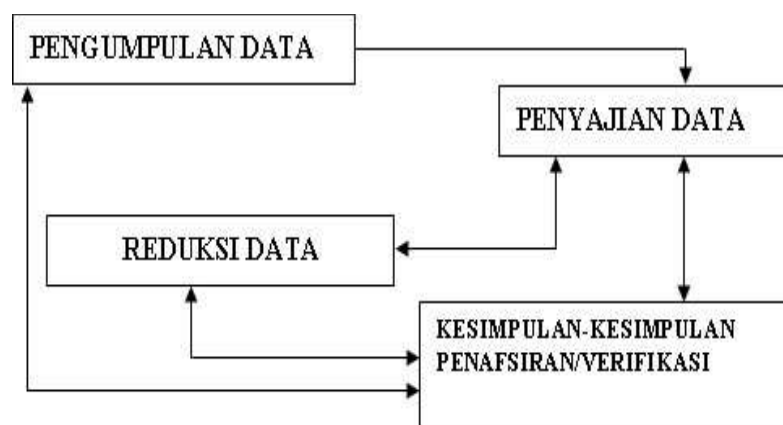 PENGUMPULAN DATA
PENYAJIAN DATA
REDUKSI DATA
KESIMPULAN-KESIMPULAN
PENAFSIRAN/VERIFIKASI